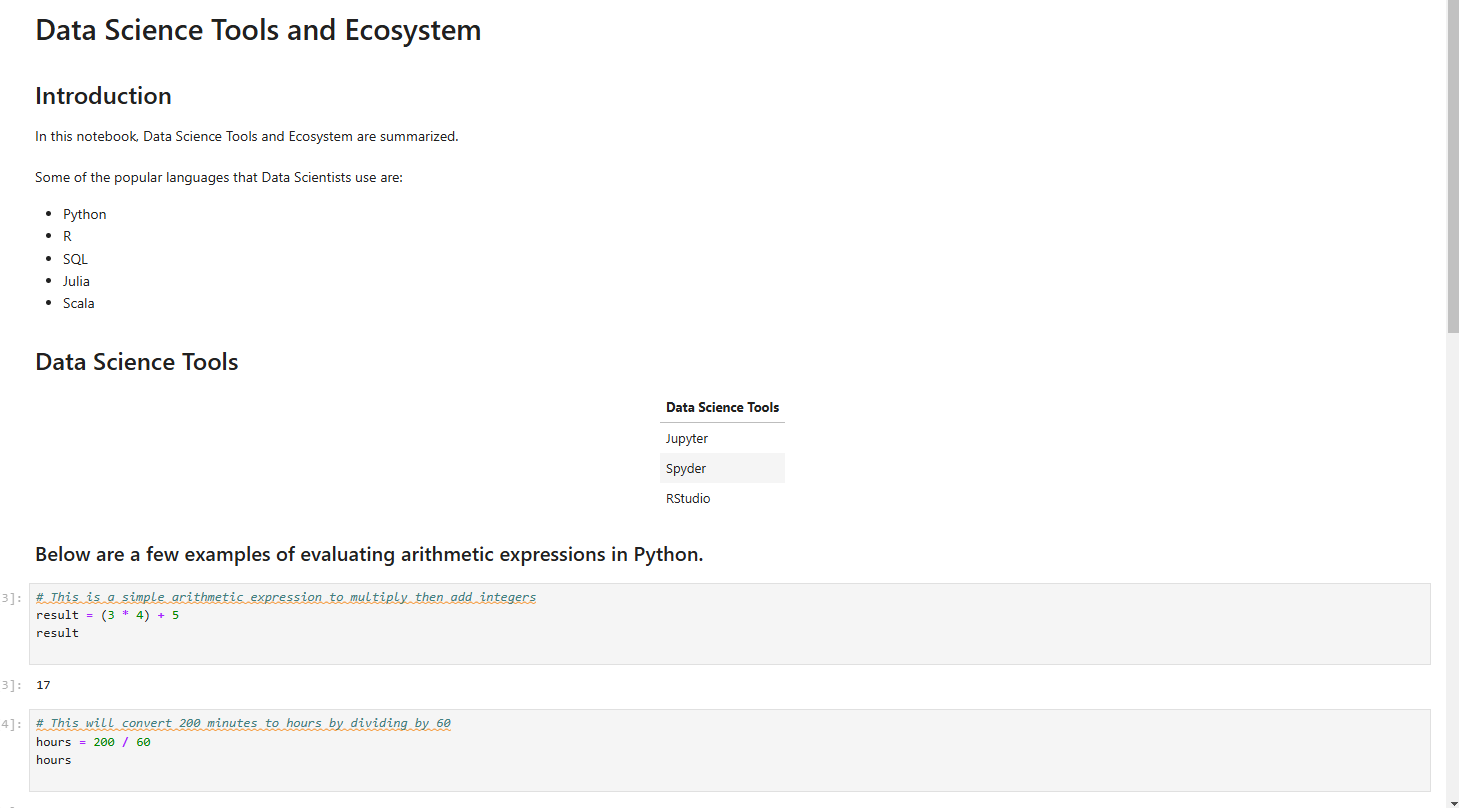 Data Science Tools and Ecosystem
Introduction
In this notebook, Data Science Tools and Ecosystem are summarized.
Some of the popular languages that Data Scientists use are:
Python
R
SQL
Julia
Scala
Data Science Tools
Data Science Tools
Jupyter
Spyder
RStudio
Below are a few examples of evaluating arithmetic expressions in Python.
3]: # This is a simple arithmetic expression to multiply then add integers
result = (3 * 4) + 5
result
3]: 17
4]: # This will convert 200 minutes to hours by dividing by 60
hours = 200 / 60
hours